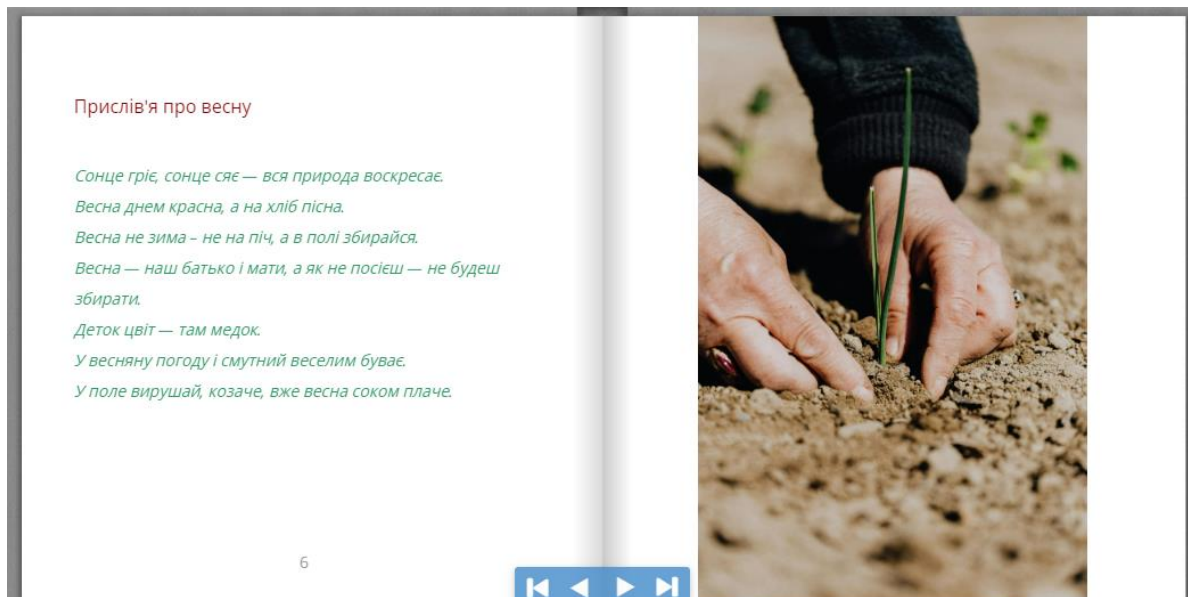 Прислів'я про весну
Сонце гріє, сонце сяє — вся природа воскресає.
Весна днем красна, а на хліб пісна.
Весна не зима – не на піч, а в полі збирайся.
Весна — наш батько і мати, а як не посієш — не будеш
збирати.
Деток цвіт — там медок.
У весняну погоду і смутний веселим буває.
У поле вирушай, козаче, вже весна соком плаче.
6